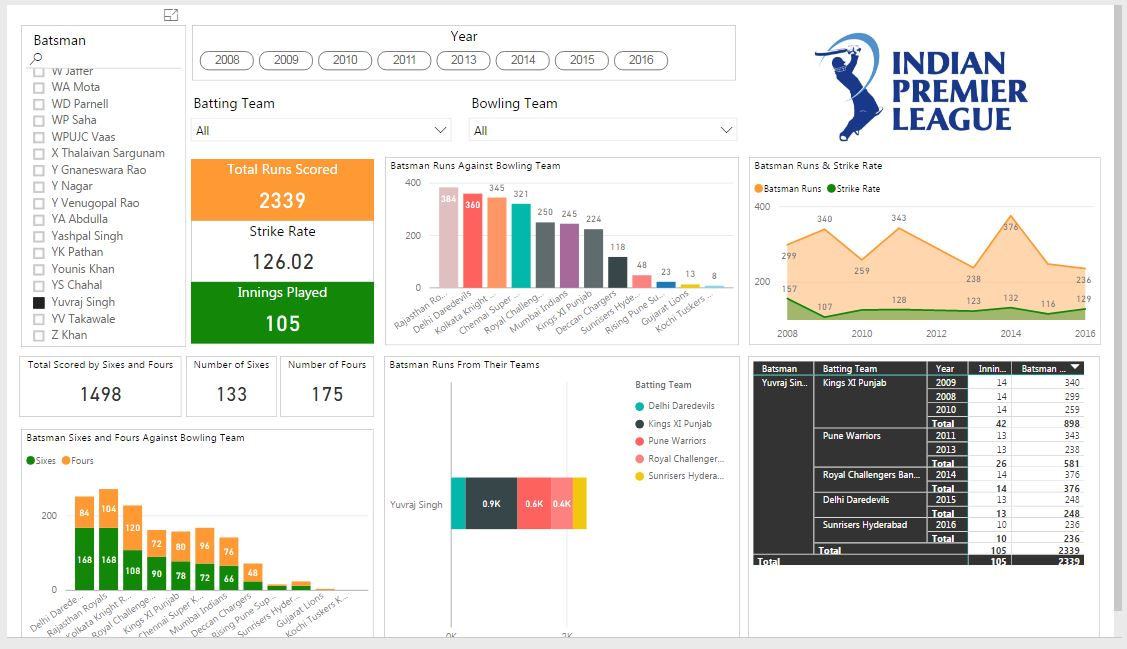 Batsman
W Jaffer
WA Mota
WD Parnell
WP Saha
WPUJC Vaas
X Thalaivan Sargunam
Y Gnaneswara Rao
Y Nagar
Y Venugopal Rao
YA Abdulla
Yashpal Singh
YK Pathan
Younis Khan
YS Chahal
Yuvraj Singh
YV Takawale
Z Khan
Year
2008 2009 2010 2011 2013 2014 2015 2016
Batting Team
All
Bowling Team
All
INDIAN
PREMIER
LEAGUE
Total Runs Scored
2339
Strike Rate
126.02
Innings Played
105
Batsman Runs Against Bowling Team
400
200
0
384 360 345 321 250 245 224 118 48 23 13 8
Rajasthan Ro...
Delhi Daredevils
Kolkata Knight ...
Chennai Super ...
Royal Challeng...
Mumbai Indians
Kings XI Punjab
Deccan Chargers
Sunrisers Hyde...
Rising Pune Su...
Gujarat Lions
Kochi Tuskers ...
Batsman Runs & Strike Rate
Batsman Runs Strike Rate
400
200
299 340 259 343 238 376 236
157 107 128 123 132 116 129
2008 2010 2012 2014 2016
Total Scored by Sixes and Fours
1498
Number of Sixes
133
Number of Fours
175
Batsman Sixes and Fours Against Bowling Team
Sixes Fours
200
0
84 104 120 72 80 96 76 48
168 168 108 90 78 72 66
Delhi Darede...
Rajasthan Royals
Kolkata Knight R...
Royal Challenge...
Kings XI Punjab
Chennai Super K...
Mumbai Indians
Deccan Chargers
Rising Pune Sup...
Sunrisers Hyder...
Gujarat Lions
Kochi Tuskers K...
Batsman Runs From Their Teams
Yuvraj Singh
0.9K 0.6K 0.4K
0K 2K
Batting Team
Delhi Daredevils
Kings XI Punjab
Pune Warriors
Royal Challenger...
Sunrisers Hydera...
Batsman Batting Team Year Innin... Batsman ...
Yuvraj Sin... Kings XI Punjab 2009 14 340
2008 14 299
2010 14 259
Total 42 898
Pune Warriors 2011 13 343
2013 13 238
Total 26 581
Royal Challengers Ban... 2014 14 376
Total 14 376
Delhi Daredevils 2015 13 248
Total 13 248
Sunrisers Hyderabad 2016 10 236
Total 10 236
Total 105 2339
Total 105 2339